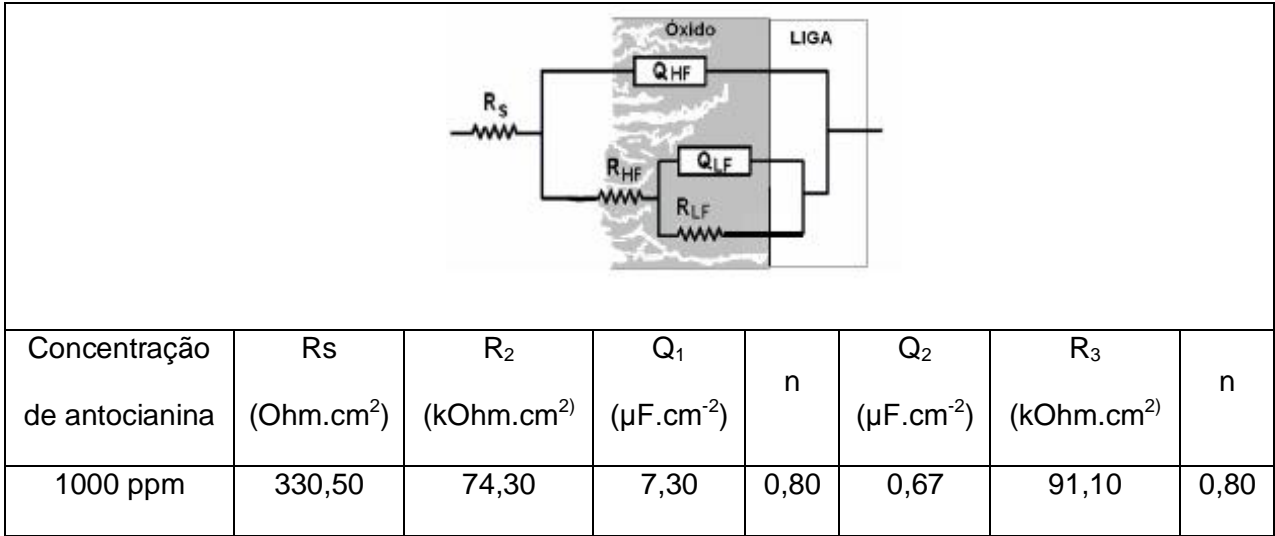 Óxido
LIGA
Q HF
R S
R HF
Q LF
R LF
Concentração de antocianina
Rs (Ohm.cm²)
R₂ (kOhm.cm²⁾
Q₁ (µF.cm⁻²)
n
Q₂ (µF.cm⁻²)
R₃ (kOhm.cm²⁾
n
1000 ppm 330,50 74,30 7,30 0,80 0,67 91,10 0,80